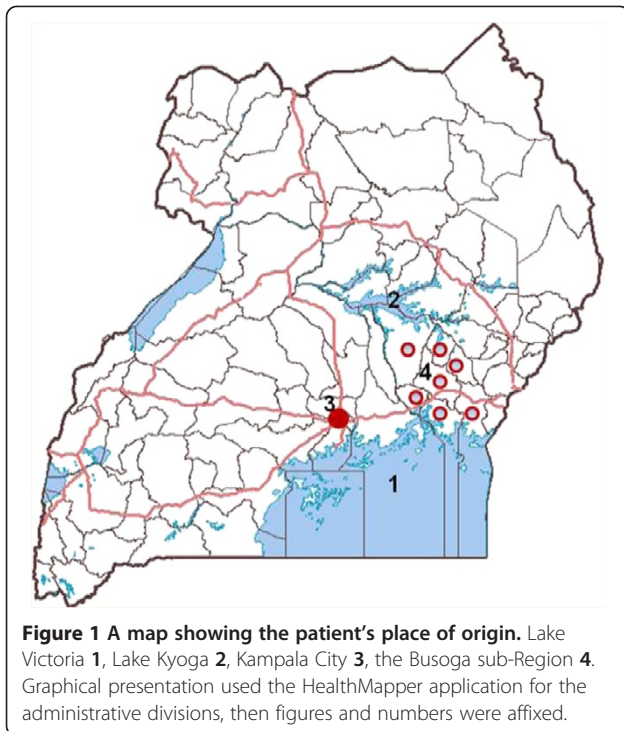 2
4
3
1
Figure 1 A map showing the patient's place of origin. Lake
Victoria 1, Lake Kyoga 2, Kampala City 3, the Busoga sub-Region 4.
Graphical presentation used the HealthMapper application for the
administrative divisions, then figures and numbers were affixed.